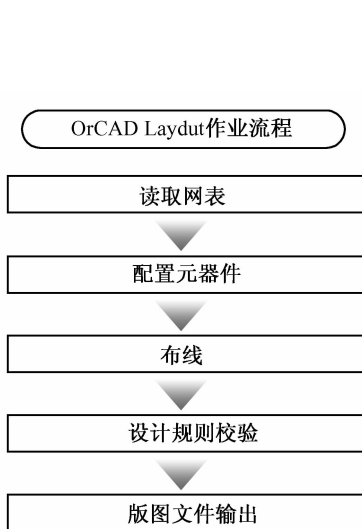 OrCAD Laydut作业流程
读取网表
配置元器件
布线
设计规则校验
版图文件输出